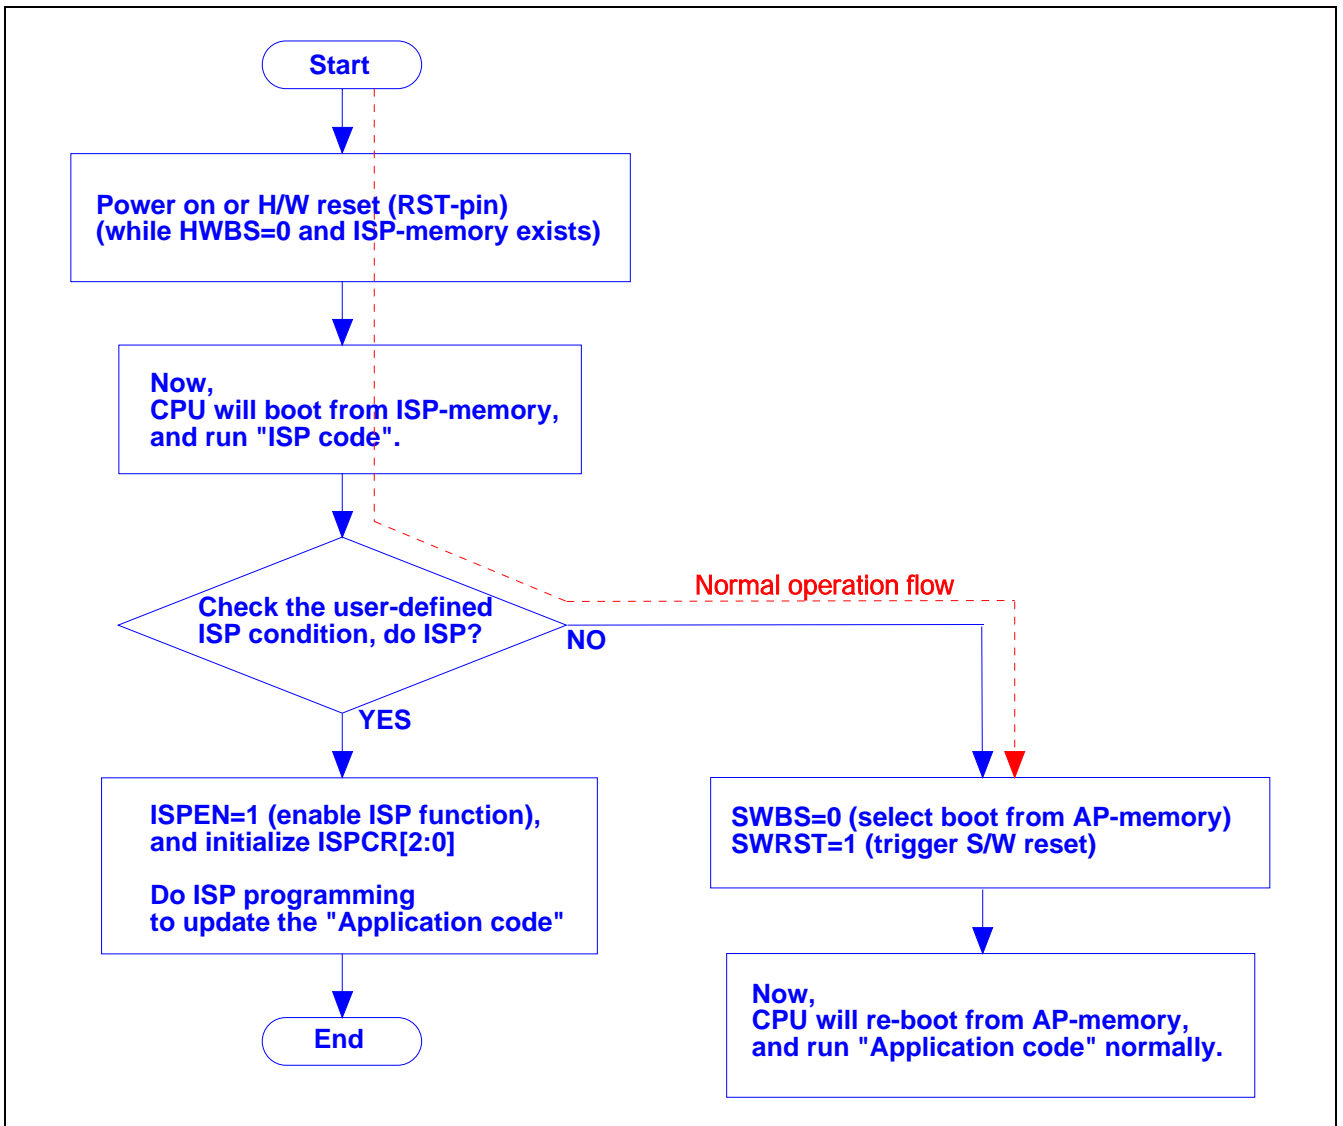 Start
Power on or H/W reset (RST-pin)
(while HWBS=0 and ISP-memory exists)
Now,
CPU will boot from ISP-memory,
and run "ISP code".
Normal operation flow
Check the user-defined
ISP condition, do ISP?
NO
YES
ISPEN=1 (enable ISP function),
and initialize ISPCR[2:0]
Do ISP programming
to update the "Application code"
End
SWBS=0 (select boot from AP-memory)
SWRST=1 (trigger S/W reset)
Now,
CPU will re-boot from AP-memory,
and run "Application code" normally.